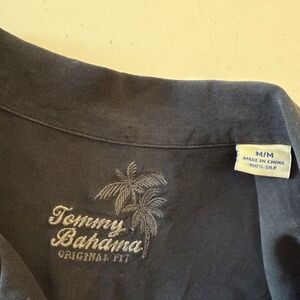 M/M
MADE IN CHINA
100% SILK
Tommy
Bahama
ORIGINAL FIT